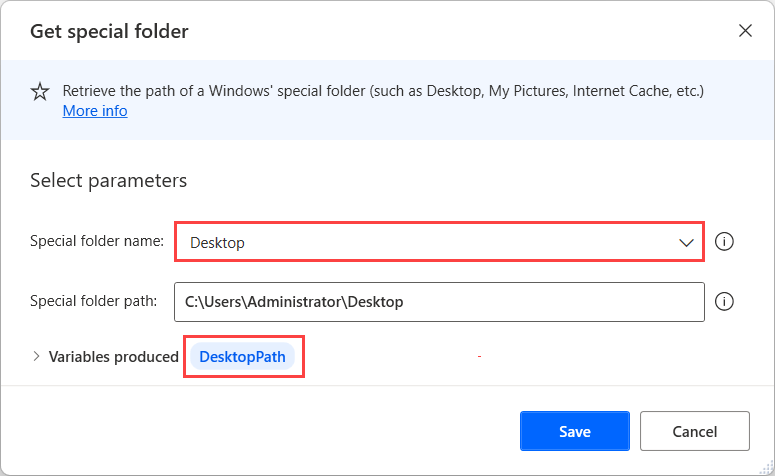 Get special folder
Retrieve the path of a Windows' special folder (such as Desktop, My Pictures, Internet Cache, etc.)
More info
Select parameters
Special folder name: Desktop
Special folder path: C:\Users\Administrator\Desktop
Variables produced DesktopPath
Save Cancel